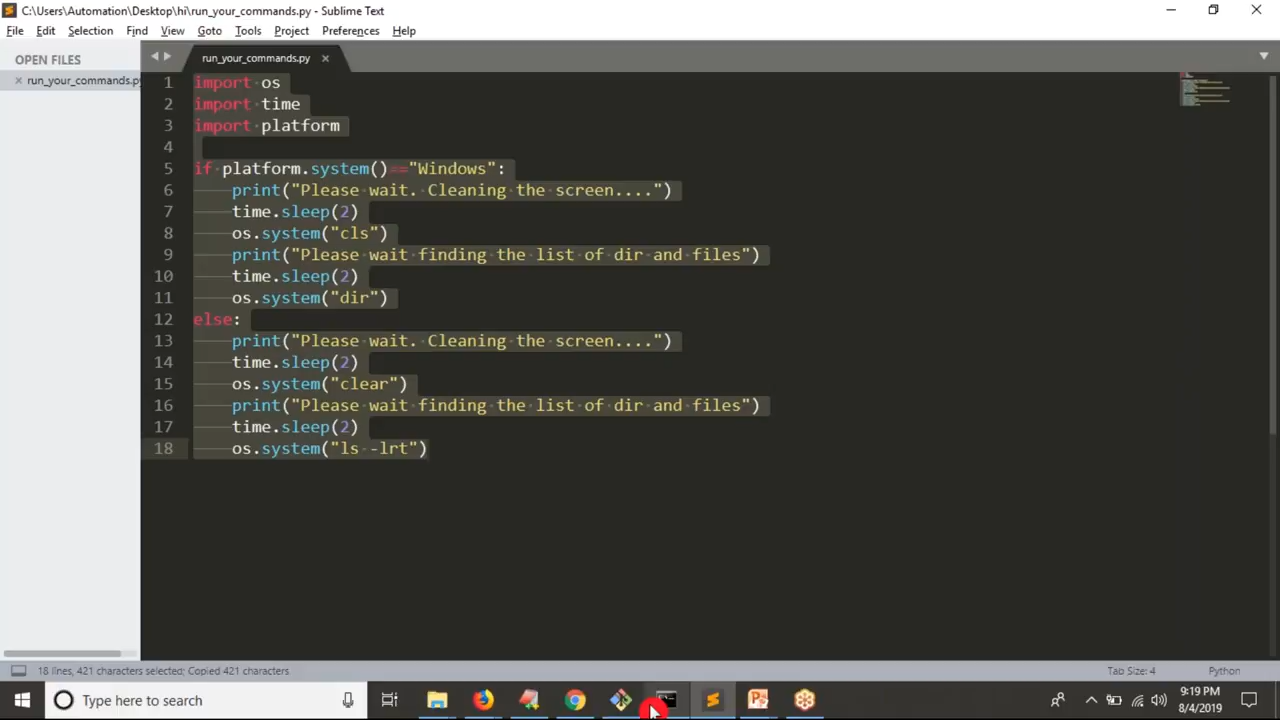 C:\Users\Automation\Desktop\hi\run_your_commands.py - Sublime Text
File Edit Selection Find View Goto Tools Project Preferences Help
OPEN FILES
run_your_commands.py
run_your_commands.py
1 import os
2 import time
3 import platform
4
5 if platform.system()=="Windows":
6 print("Please wait. Cleaning the screen....")
7 time.sleep(2)
8 os.system("cls")
9 print("Please wait finding the list of dir and files")
10 time.sleep(2)
11 os.system("dir")
12 else:
13 print("Please wait. Cleaning the screen....")
14 time.sleep(2)
15 os.system("clear")
16 print("Please wait finding the list of dir and files")
17 time.sleep(2)
18 os.system("ls -lrt")
18 lines, 421 characters selected; Copied 421 characters
Tab Size: 4
Python
Type here to search
9:19 PM
8/4/2019